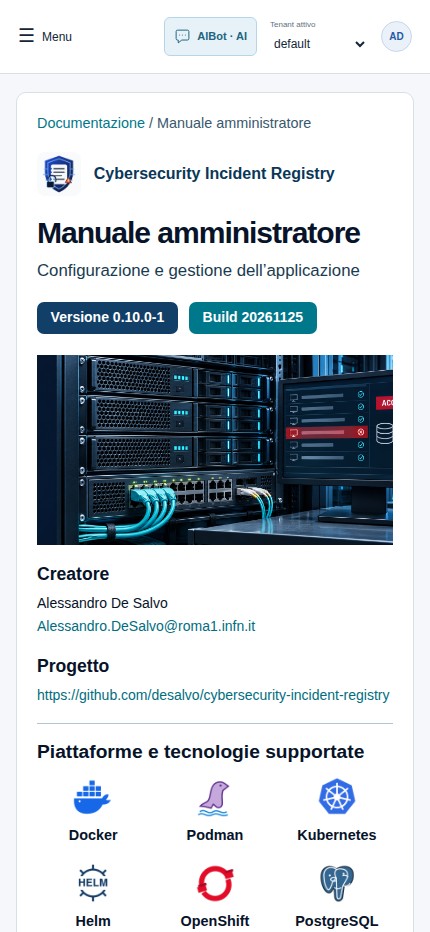 Menu
AIBot · AI
Tenant attivo
default
AD
Documentazione / Manuale amministratore
Cybersecurity Incident Registry
Manuale amministratore
Configurazione e gestione dell’applicazione
Versione 0.10.0-1
Build 20261125
ACC
Creatore
Alessandro De Salvo
Alessandro.DeSalvo@roma1.infn.it
Progetto
https://github.com/desalvo/cybersecurity-incident-registry
Piattaforme e tecnologie supportate
Docker
Podman
Kubernetes
HELM
Helm
OpenShift
PostgreSQL